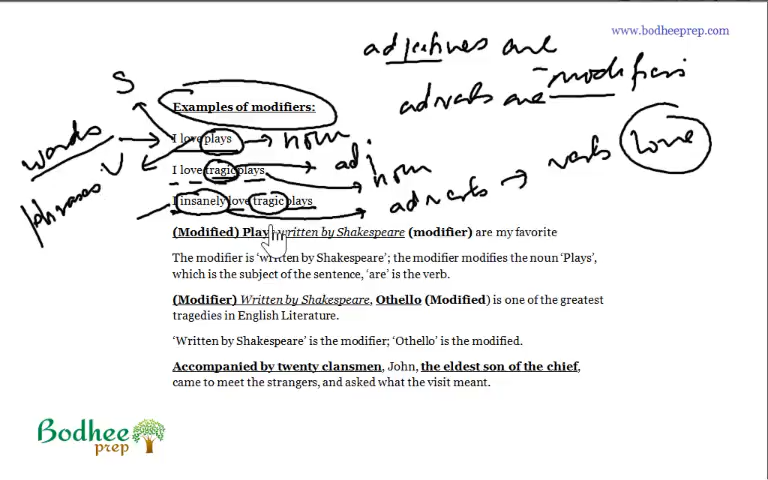 www.bodheeprep.com
adjectives are
adverbs are modifiers
S
Examples of modifiers:
words
I love plays
noun
verbs
love
I love tragic plays
adj
noun
phrases
V
I insanely love tragic plays
adverbs
(Modified) Play written by Shakespeare (modifier) are my favorite
The modifier is ‘written by Shakespeare’; the modifier modifies the noun ‘Plays’,
which is the subject of the sentence, ‘are’ is the verb.
(Modifier) Written by Shakespeare, Othello (Modified) is one of the greatest
tragedies in English Literature.
‘Written by Shakespeare’ is the modifier; ‘Othello’ is the modified.
Accompanied by twenty clansmen, John, the eldest son of the chief,
came to meet the strangers, and asked what the visit meant.
Bodhee
prep